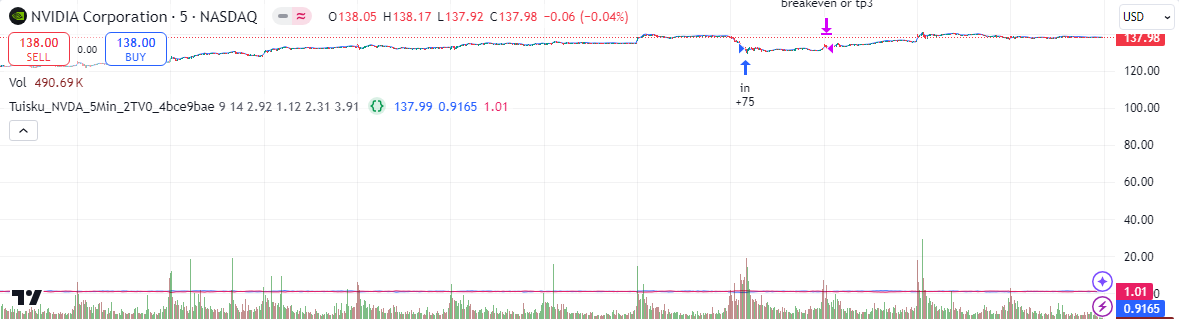 NVIDIA Corporation · 5 · NASDAQ O138.05 H138.17 L137.92 C137.98 −0.06 (−0.04%)
breakeven or tp3
USD
138.00 SELL
0.00
138.00 BUY
137.98
Vol 490.69K
120.00
in
+75
Tuisku_NVDA_5Min_2TV0_4bce9bae 9 14 2.92 1.12 2.31 3.91 {} 137.99 0.9165 1.01
100.00
80.00
60.00
40.00
20.00
1.01
0.9165